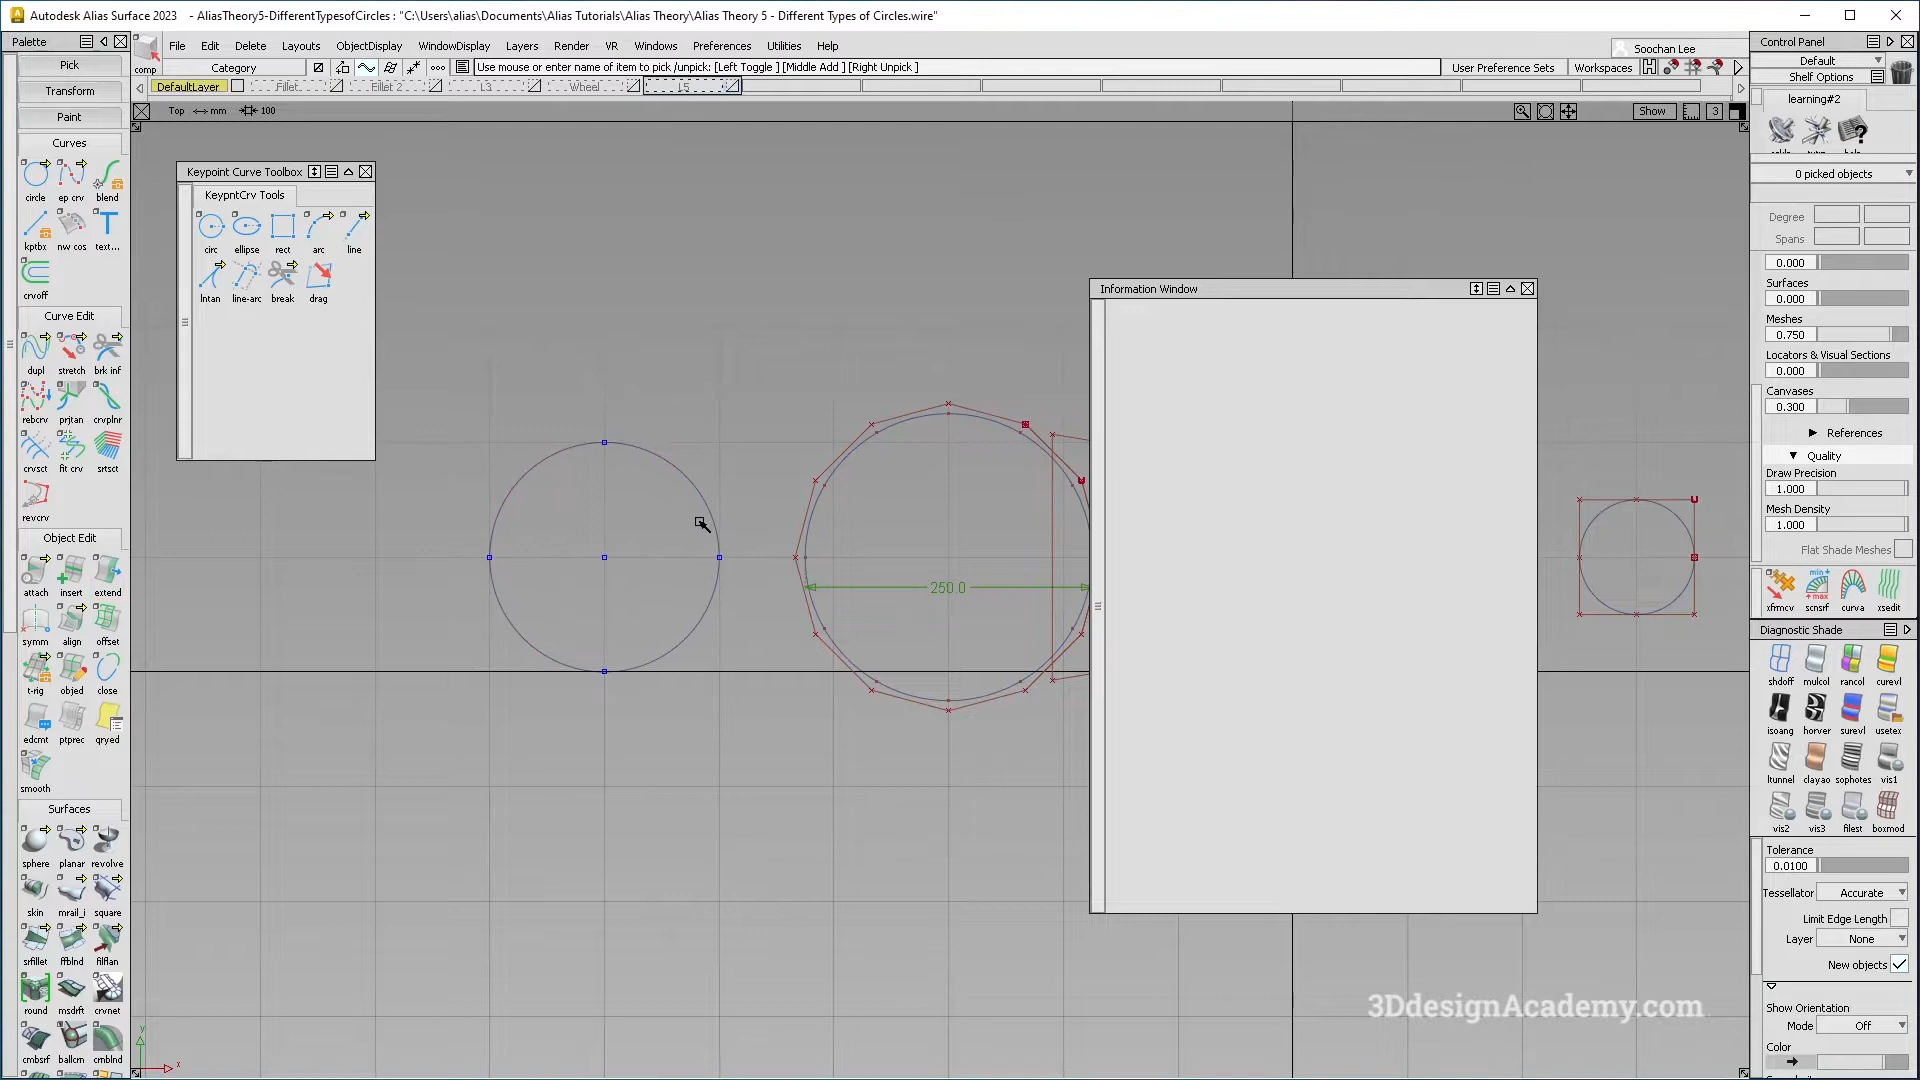 Autodesk Alias Surface 2023 - AliasTheory5-DifferentTypesofCircles : "C:\Users\alias\Documents\Alias Tutorials\Alias Theory\Alias Theory 5 - Different Types of Circles.wire"
Palette
File Edit Delete Layouts ObjectDisplay WindowDisplay Layers Render VR Windows Preferences Utilities Help
Soochan Lee
Control Panel
comp
Category
Use mouse or enter name of item to pick /unpick: [Left Toggle ] [Middle Add ] [Right Unpick ]
User Preference Sets
Workspaces
Default
Shelf Options
DefaultLayer
Fillet
Fillet 2
L3
Wheel
L5
Top
mm
100
Show
3
Pick
Transform
Paint
Curves
circle ep crv blend
kptbx nw cos text...
crvoff
Curve Edit
dupl stretch brk inf
rebcrv prjtan crvplnr
crvsct fit crv srtsct
revcrv
Object Edit
attach insert extend
symm align offset
t-rig objed close
edcmt ptprec qryed
smooth
Surfaces
sphere planar revolve
skin mrail_i square
srfillet ffblnd filflan
round msdrft crvnet
cmbsrf ballcrn cmblnd
Keypoint Curve Toolbox
KeypntCrv Tools
circ ellipse rect arc line
lntan line-arc break drag
250.0
Information Window
y
x
3DdesignAcademy.com
learning#2
0 picked objects
Degree
Spans
0.000
Surfaces
0.000
Meshes
0.750
Locators & Visual Sections
0.000
Canvases
0.300
References
Quality
Draw Precision
1.000
Mesh Density
1.000
Flat Shade Meshes
min
max
xfrmcv scnsrf curva xsedit
Diagnostic Shade
shdoff mulcol rancol curevl
isoang horver surevl usetex
ltunnel clayao sophotes vis1
vis2 vis3 filest boxmod
Tolerance
0.0100
Tessellator Accurate
Limit Edge Length
Layer None
New objects
Show Orientation
Mode Off
Color